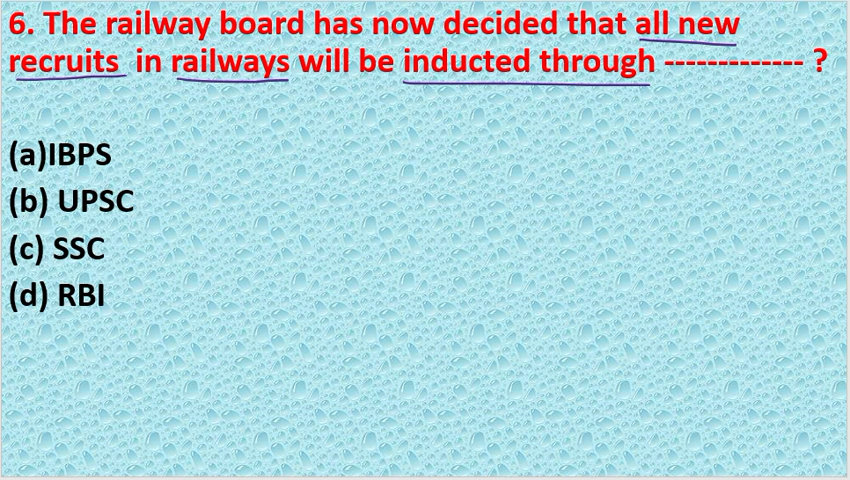 6. The railway board has now decided that all new
recruits in railways will be inducted through ------------- ?
(a)IBPS
(b) UPSC
(c) SSC
(d) RBI